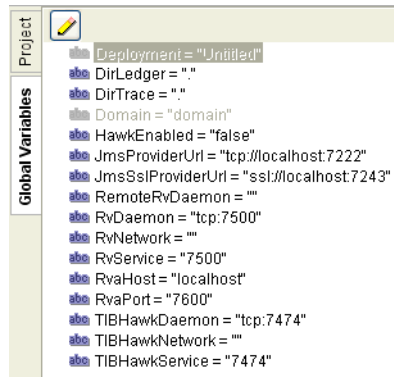 Project
Global Variables
abc Deployment = "Untitled"
abc DirLedger = "."
abc DirTrace = "."
abc Domain = "domain"
abc HawkEnabled = "false"
abc JmsProviderUrl = "tcp://localhost:7222"
abc JmsSslProviderUrl = "ssl://localhost:7243"
abc RemoteRvDaemon = ""
abc RvDaemon = "tcp:7500"
abc RvNetwork = ""
abc RvService = "7500"
abc RvaHost = "localhost"
abc RvaPort = "7600"
abc TIBHawkDaemon = "tcp:7474"
abc TIBHawkNetwork = ""
abc TIBHawkService = "7474"